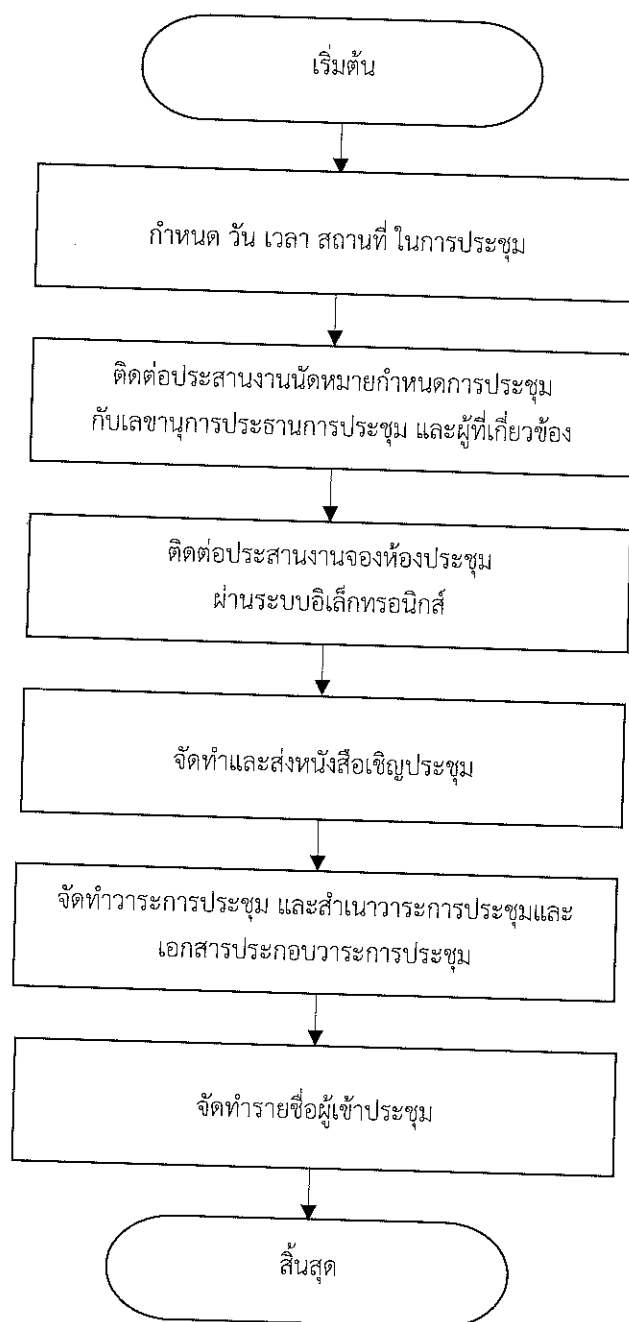 เริ่มต้น
กำหนด วัน เวลา สถานที่ ในการประชุม
ติดต่อประสานงานนัดหมายกำหนดการประชุม
กับเลขานุการประธานการประชุม และผู้ที่เกี่ยวข้อง
ติดต่อประสานงานจองห้องประชุม
ผ่านระบบอิเล็กทรอนิกส์
จัดทำและส่งหนังสือเชิญประชุม
จัดทำวาระการประชุม และสำเนาวาระการประชุมและ
เอกสารประกอบวาระการประชุม
จัดทำรายชื่อผู้เข้าประชุม
สิ้นสุด